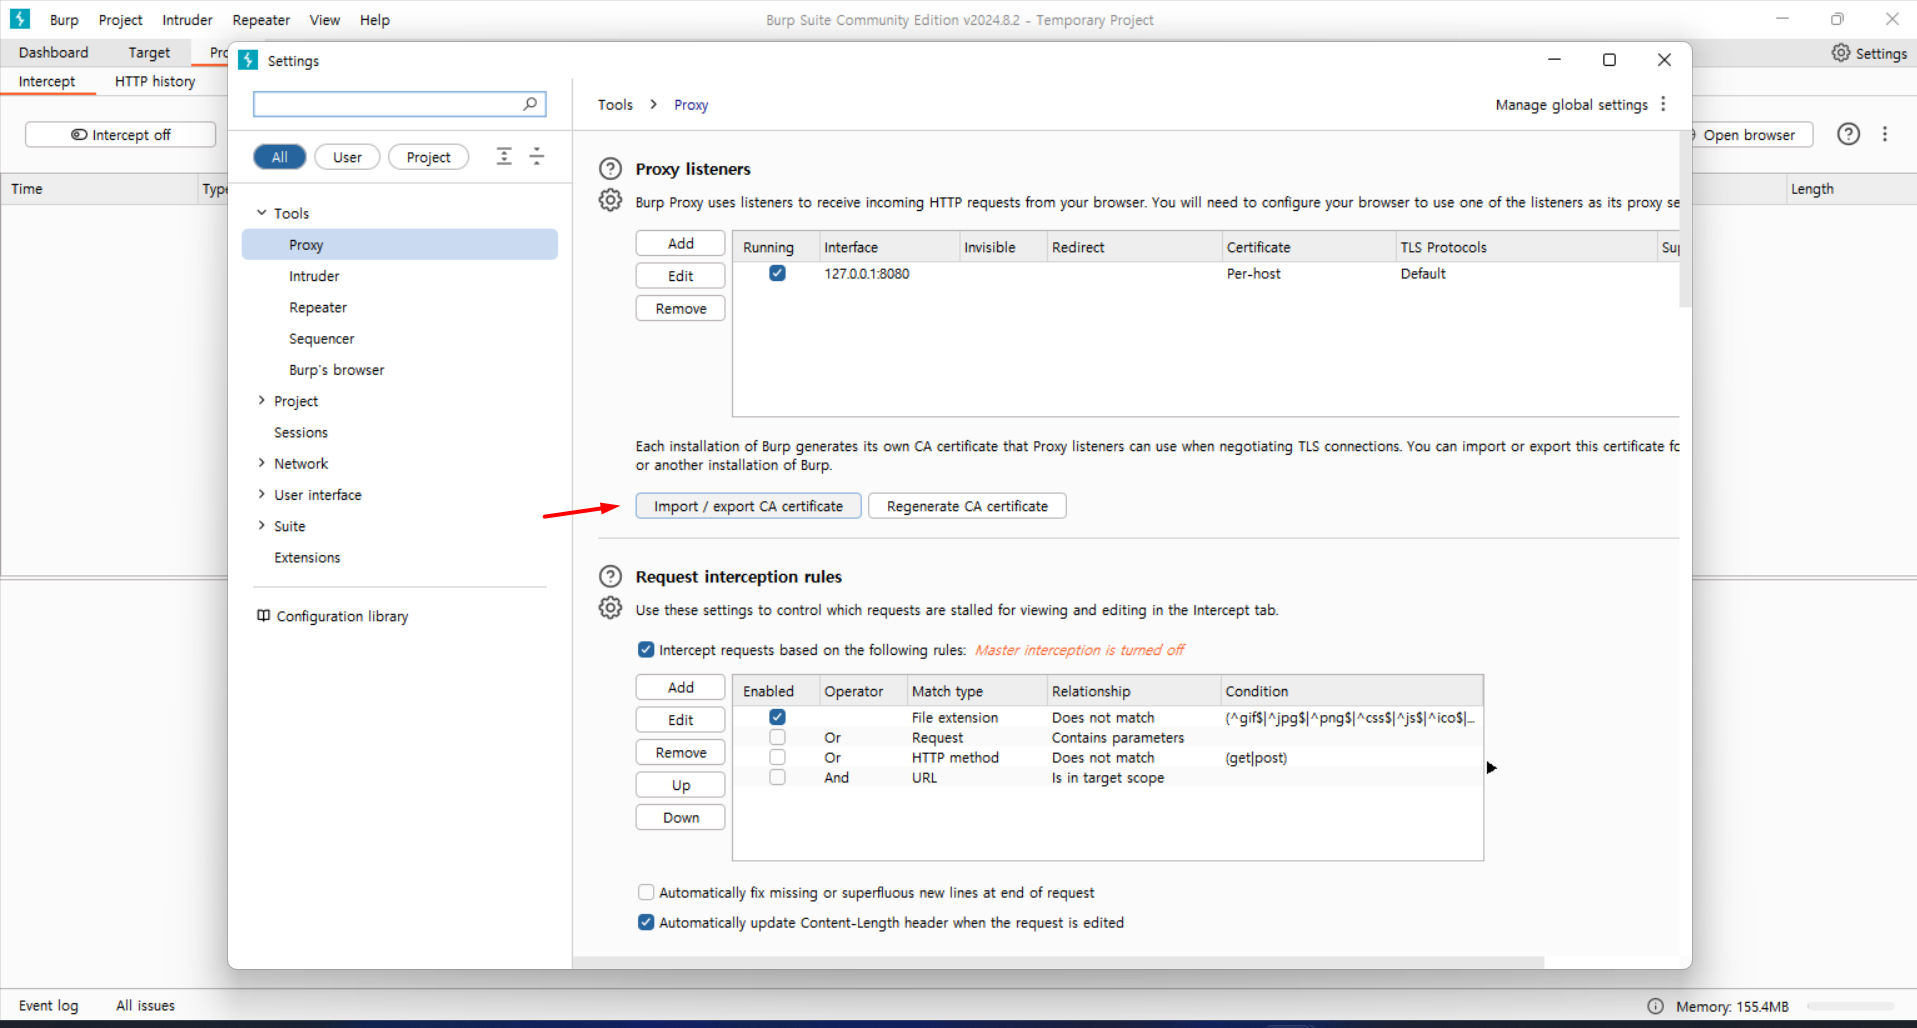 Burp Project Intruder Repeater View Help
Burp Suite Community Edition v2024.8.2 - Temporary Project
Dashboard Target
Settings
Intercept HTTP history
Intercept off
Open browser
Time
Length
Settings
All User Project
Tools
Proxy
Intruder
Repeater
Sequencer
Burp's browser
Project
Sessions
Network
User interface
Suite
Extensions
Configuration library
Tools > Proxy
Manage global settings
Proxy listeners
Burp Proxy uses listeners to receive incoming HTTP requests from your browser. You will need to configure your browser to use one of the listeners as its proxy se
Add
Edit
Remove
Running Interface Invisible Redirect Certificate TLS Protocols
127.0.0.1:8080 Per-host Default
Each installation of Burp generates its own CA certificate that Proxy listeners can use when negotiating TLS connections. You can import or export this certificate fo
or another installation of Burp.
Import / export CA certificate Regenerate CA certificate
Request interception rules
Use these settings to control which requests are stalled for viewing and editing in the Intercept tab.
Intercept requests based on the following rules: Master interception is turned off
Add
Edit
Remove
Up
Down
Enabled Operator Match type Relationship Condition
File extension Does not match (^gif$|^jpg$|^png$|^css$|^js$|^ico$|...
Or Request Contains parameters
Or HTTP method Does not match (get|post)
And URL Is in target scope
Automatically fix missing or superfluous new lines at end of request
Automatically update Content-Length header when the request is edited
Event log All issues
Memory: 155.4MB